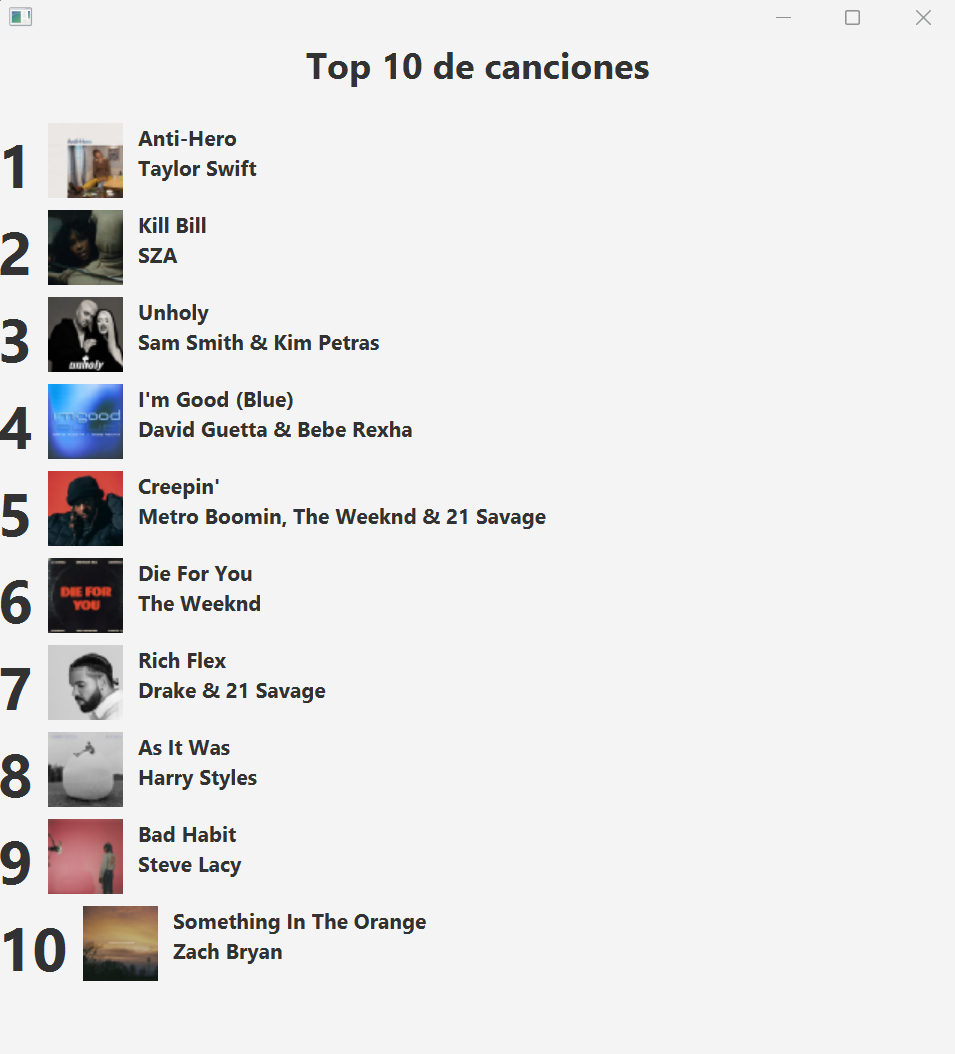 Top 10 de canciones
1
Anti-Hero
Taylor Swift
2
Kill Bill
SZA
3
unholy
Unholy
Sam Smith & Kim Petras
4
I'm good
I'm Good (Blue)
David Guetta & Bebe Rexha
5
Creepin'
Metro Boomin, The Weeknd & 21 Savage
6
DIE FOR
YOU
Die For You
The Weeknd
7
Rich Flex
Drake & 21 Savage
8
As It Was
Harry Styles
9
Bad Habit
Steve Lacy
10
Something In The Orange
Zach Bryan